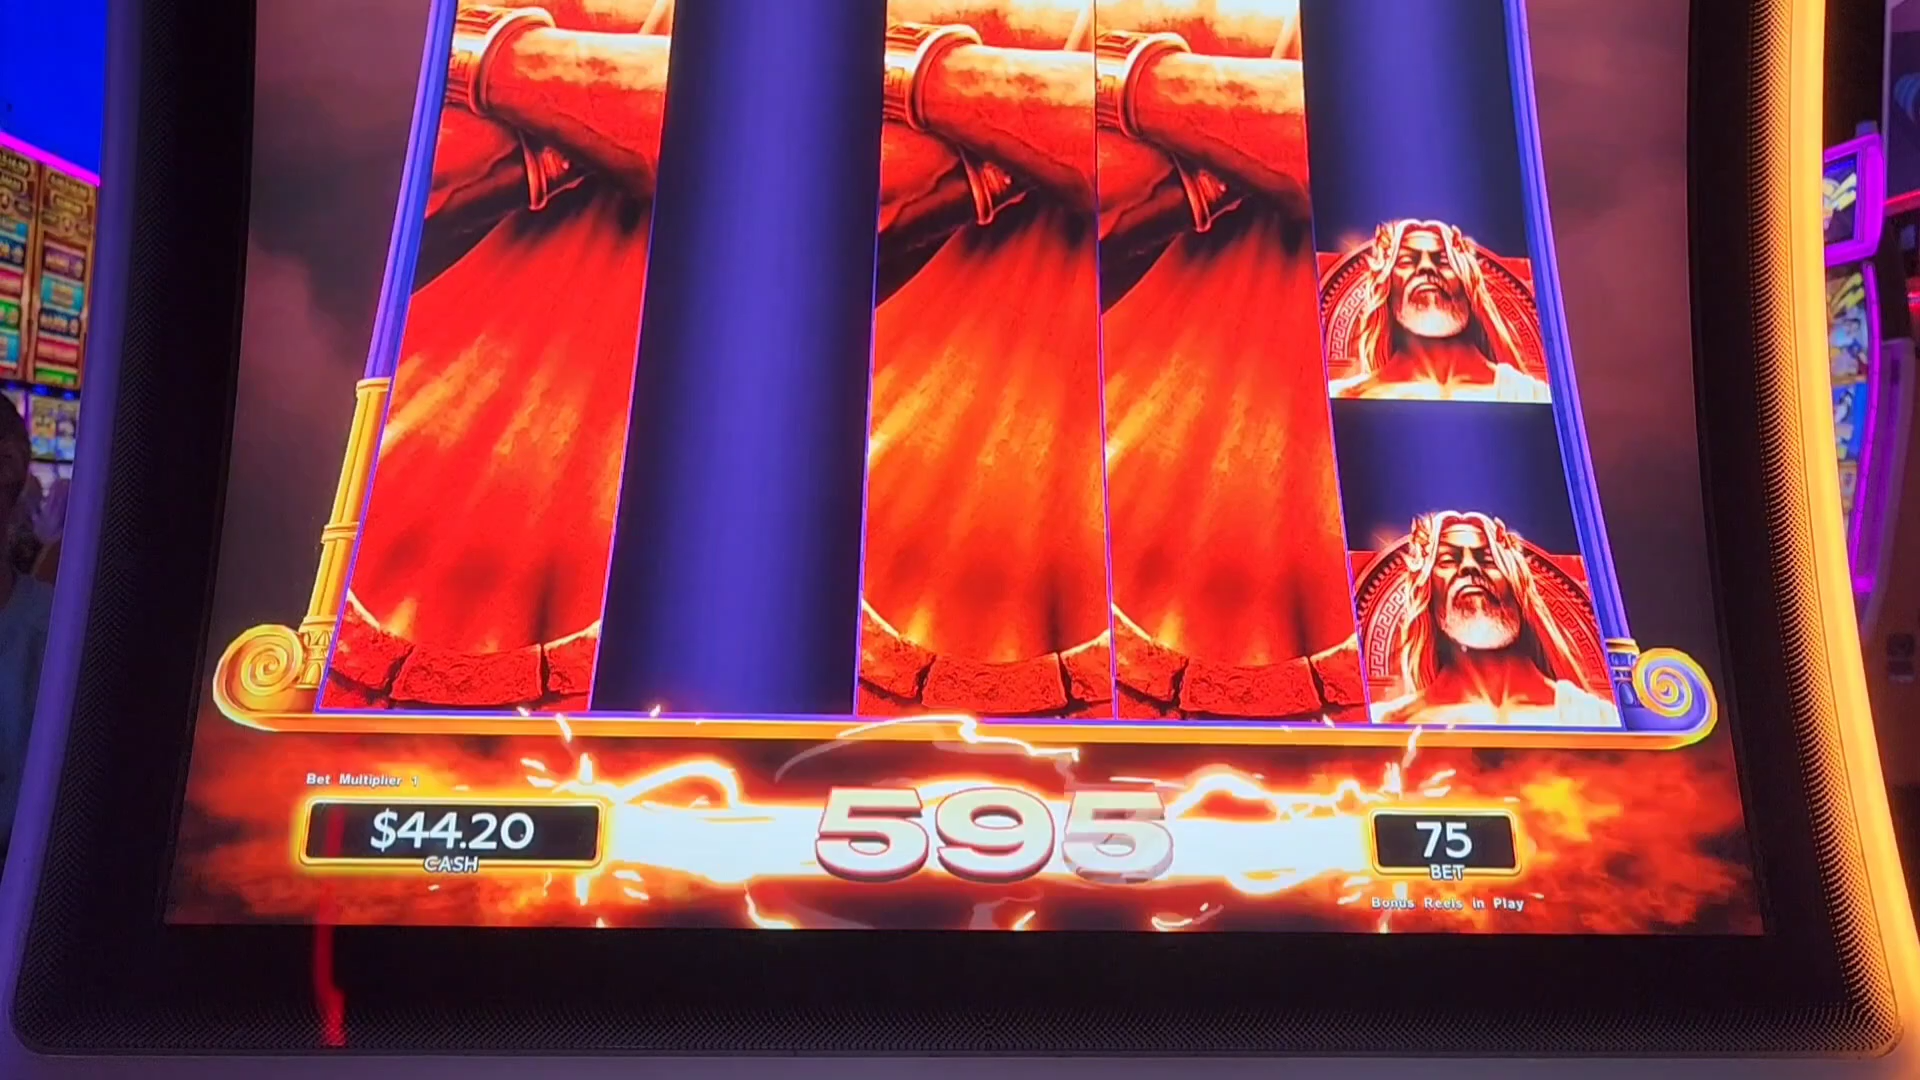 Bet Multiplier 1
$44.20
CASH
595
75
BET
Bonus Reels in Play